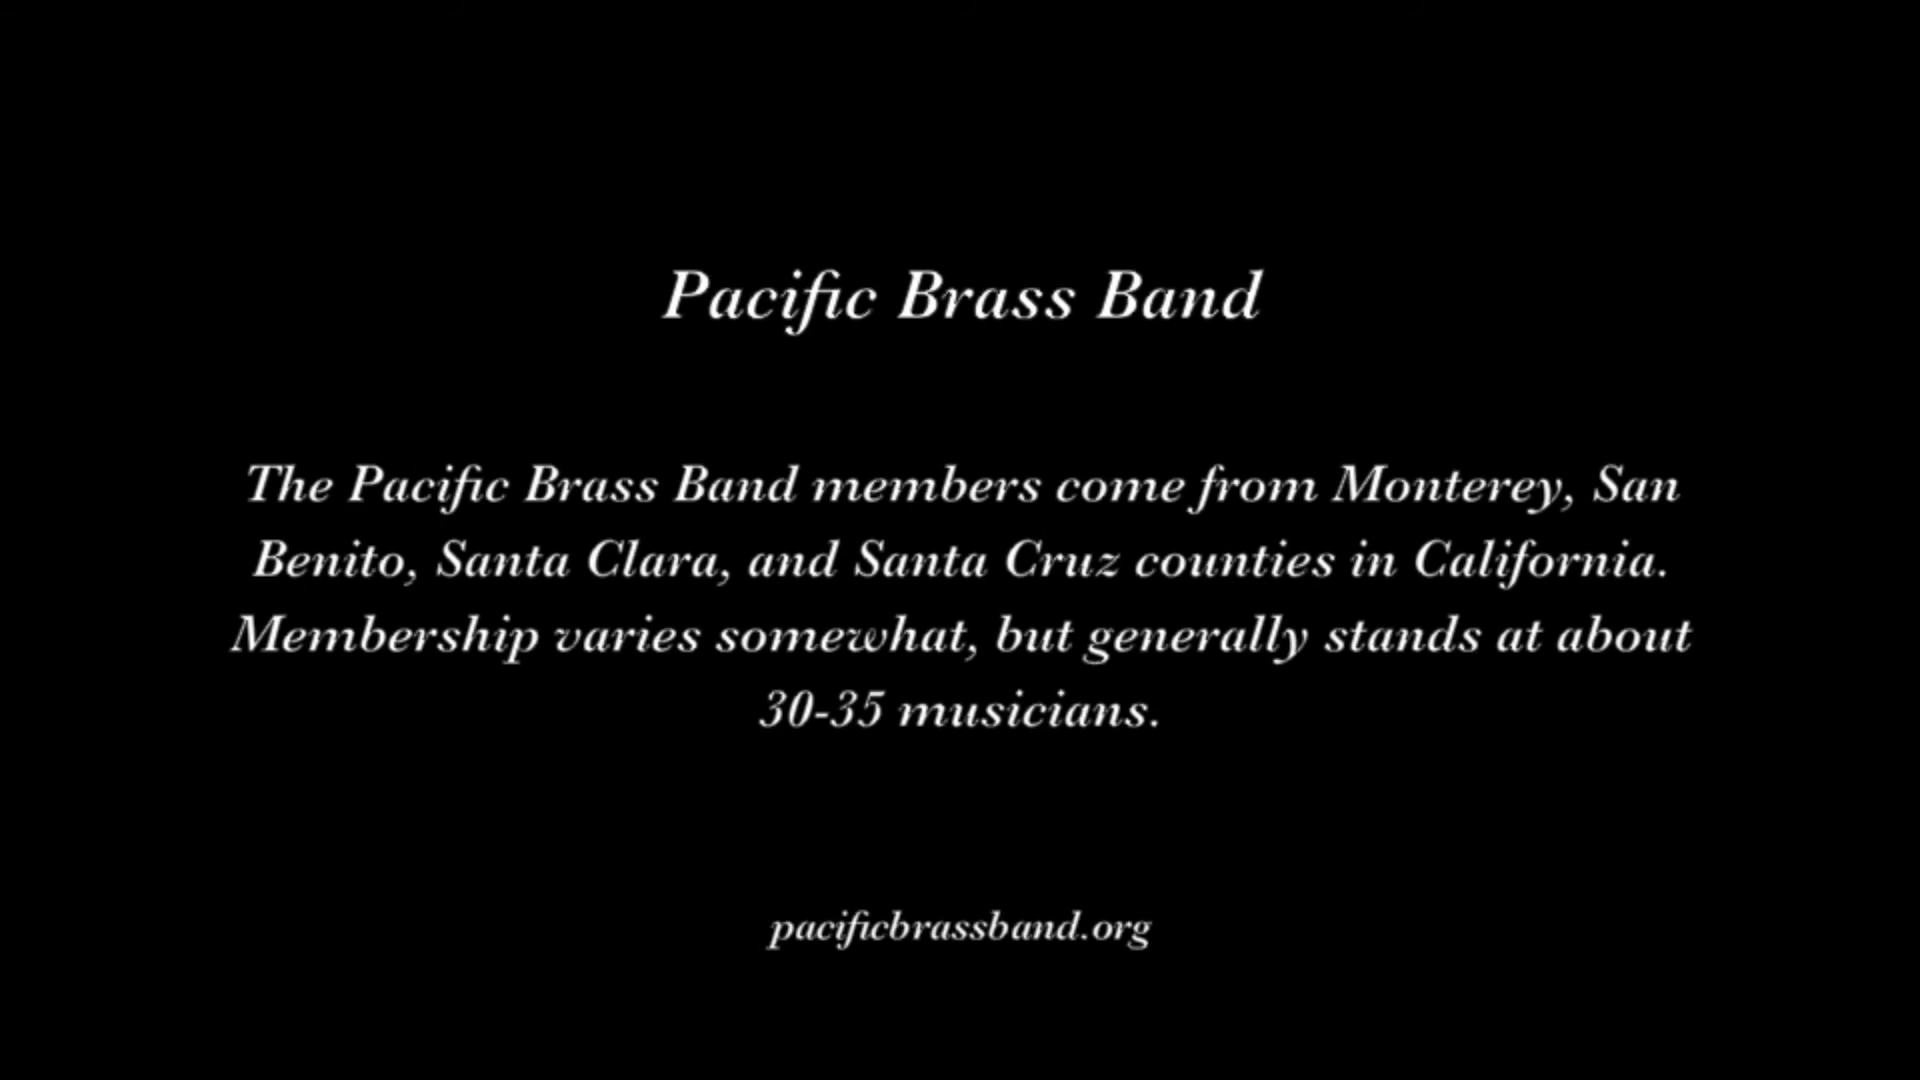 Pacific Brass Band
The Pacific Brass Band members come from Monterey, San
Benito, Santa Clara, and Santa Cruz counties in California.
Membership varies somewhat, but generally stands at about
30-35 musicians.
pacificbrassband.org